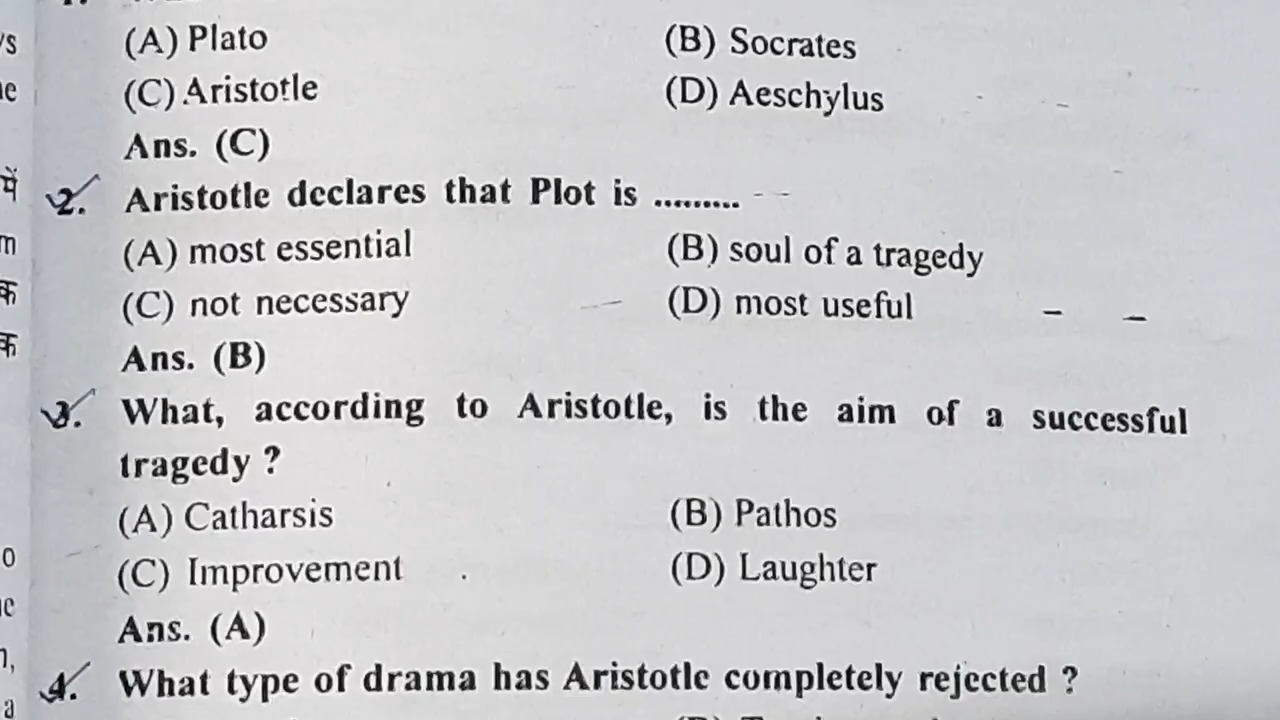 (A) Plato (B) Socrates
(C) Aristotle (D) Aeschylus
Ans. (C)
2. Aristotle declares that Plot is .........
(A) most essential (B) soul of a tragedy
(C) not necessary (D) most useful
Ans. (B)
3. What, according to Aristotle, is the aim of a successful
tragedy ?
(A) Catharsis (B) Pathos
(C) Improvement (D) Laughter
Ans. (A)
4. What type of drama has Aristotle completely rejected ?